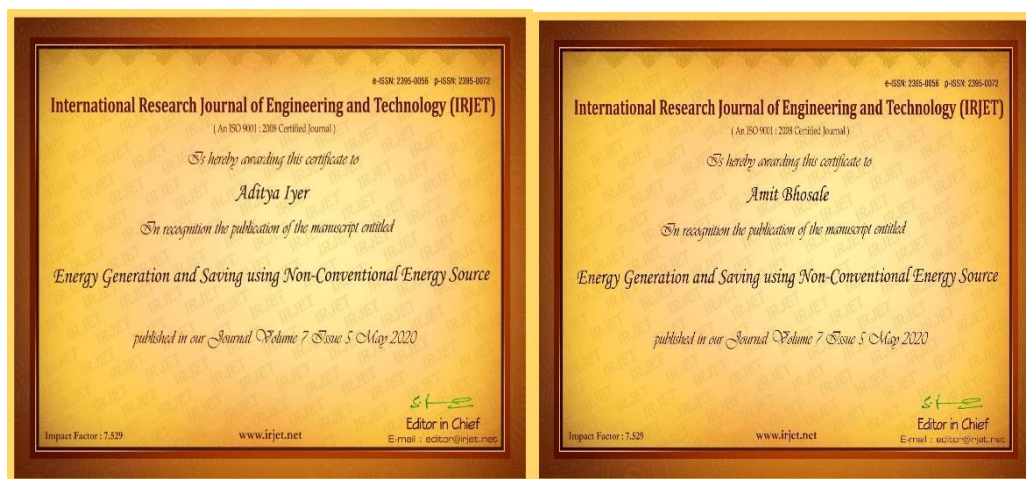 e-ISSN: 2395-0056 p-ISSN: 2395-0072
International Research Journal of Engineering and Technology (IRJET)
( An ISO 9001 : 2008 Certified Journal )
Is hereby awarding this certificate to
Aditya Iyer
In recognition the publication of the manuscript entitled
Energy Generation and Saving using Non-Conventional Energy Source
published in our Journal Volume 7 Issue 5 May 2020
Editor in Chief
Impact Factor : 7.529 www.irjet.net E-mail : editor@irjet.net
e-ISSN: 2395-0056 p-ISSN: 2395-0072
International Research Journal of Engineering and Technology (IRJET)
( An ISO 9001 : 2008 Certified Journal )
Is hereby awarding this certificate to
Amit Bhosale
In recognition the publication of the manuscript entitled
Energy Generation and Saving using Non-Conventional Energy Source
published in our Journal Volume 7 Issue 5 May 2020
Editor in Chief
Impact Factor : 7.529 www.irjet.net E-mail : editor@irjet.net